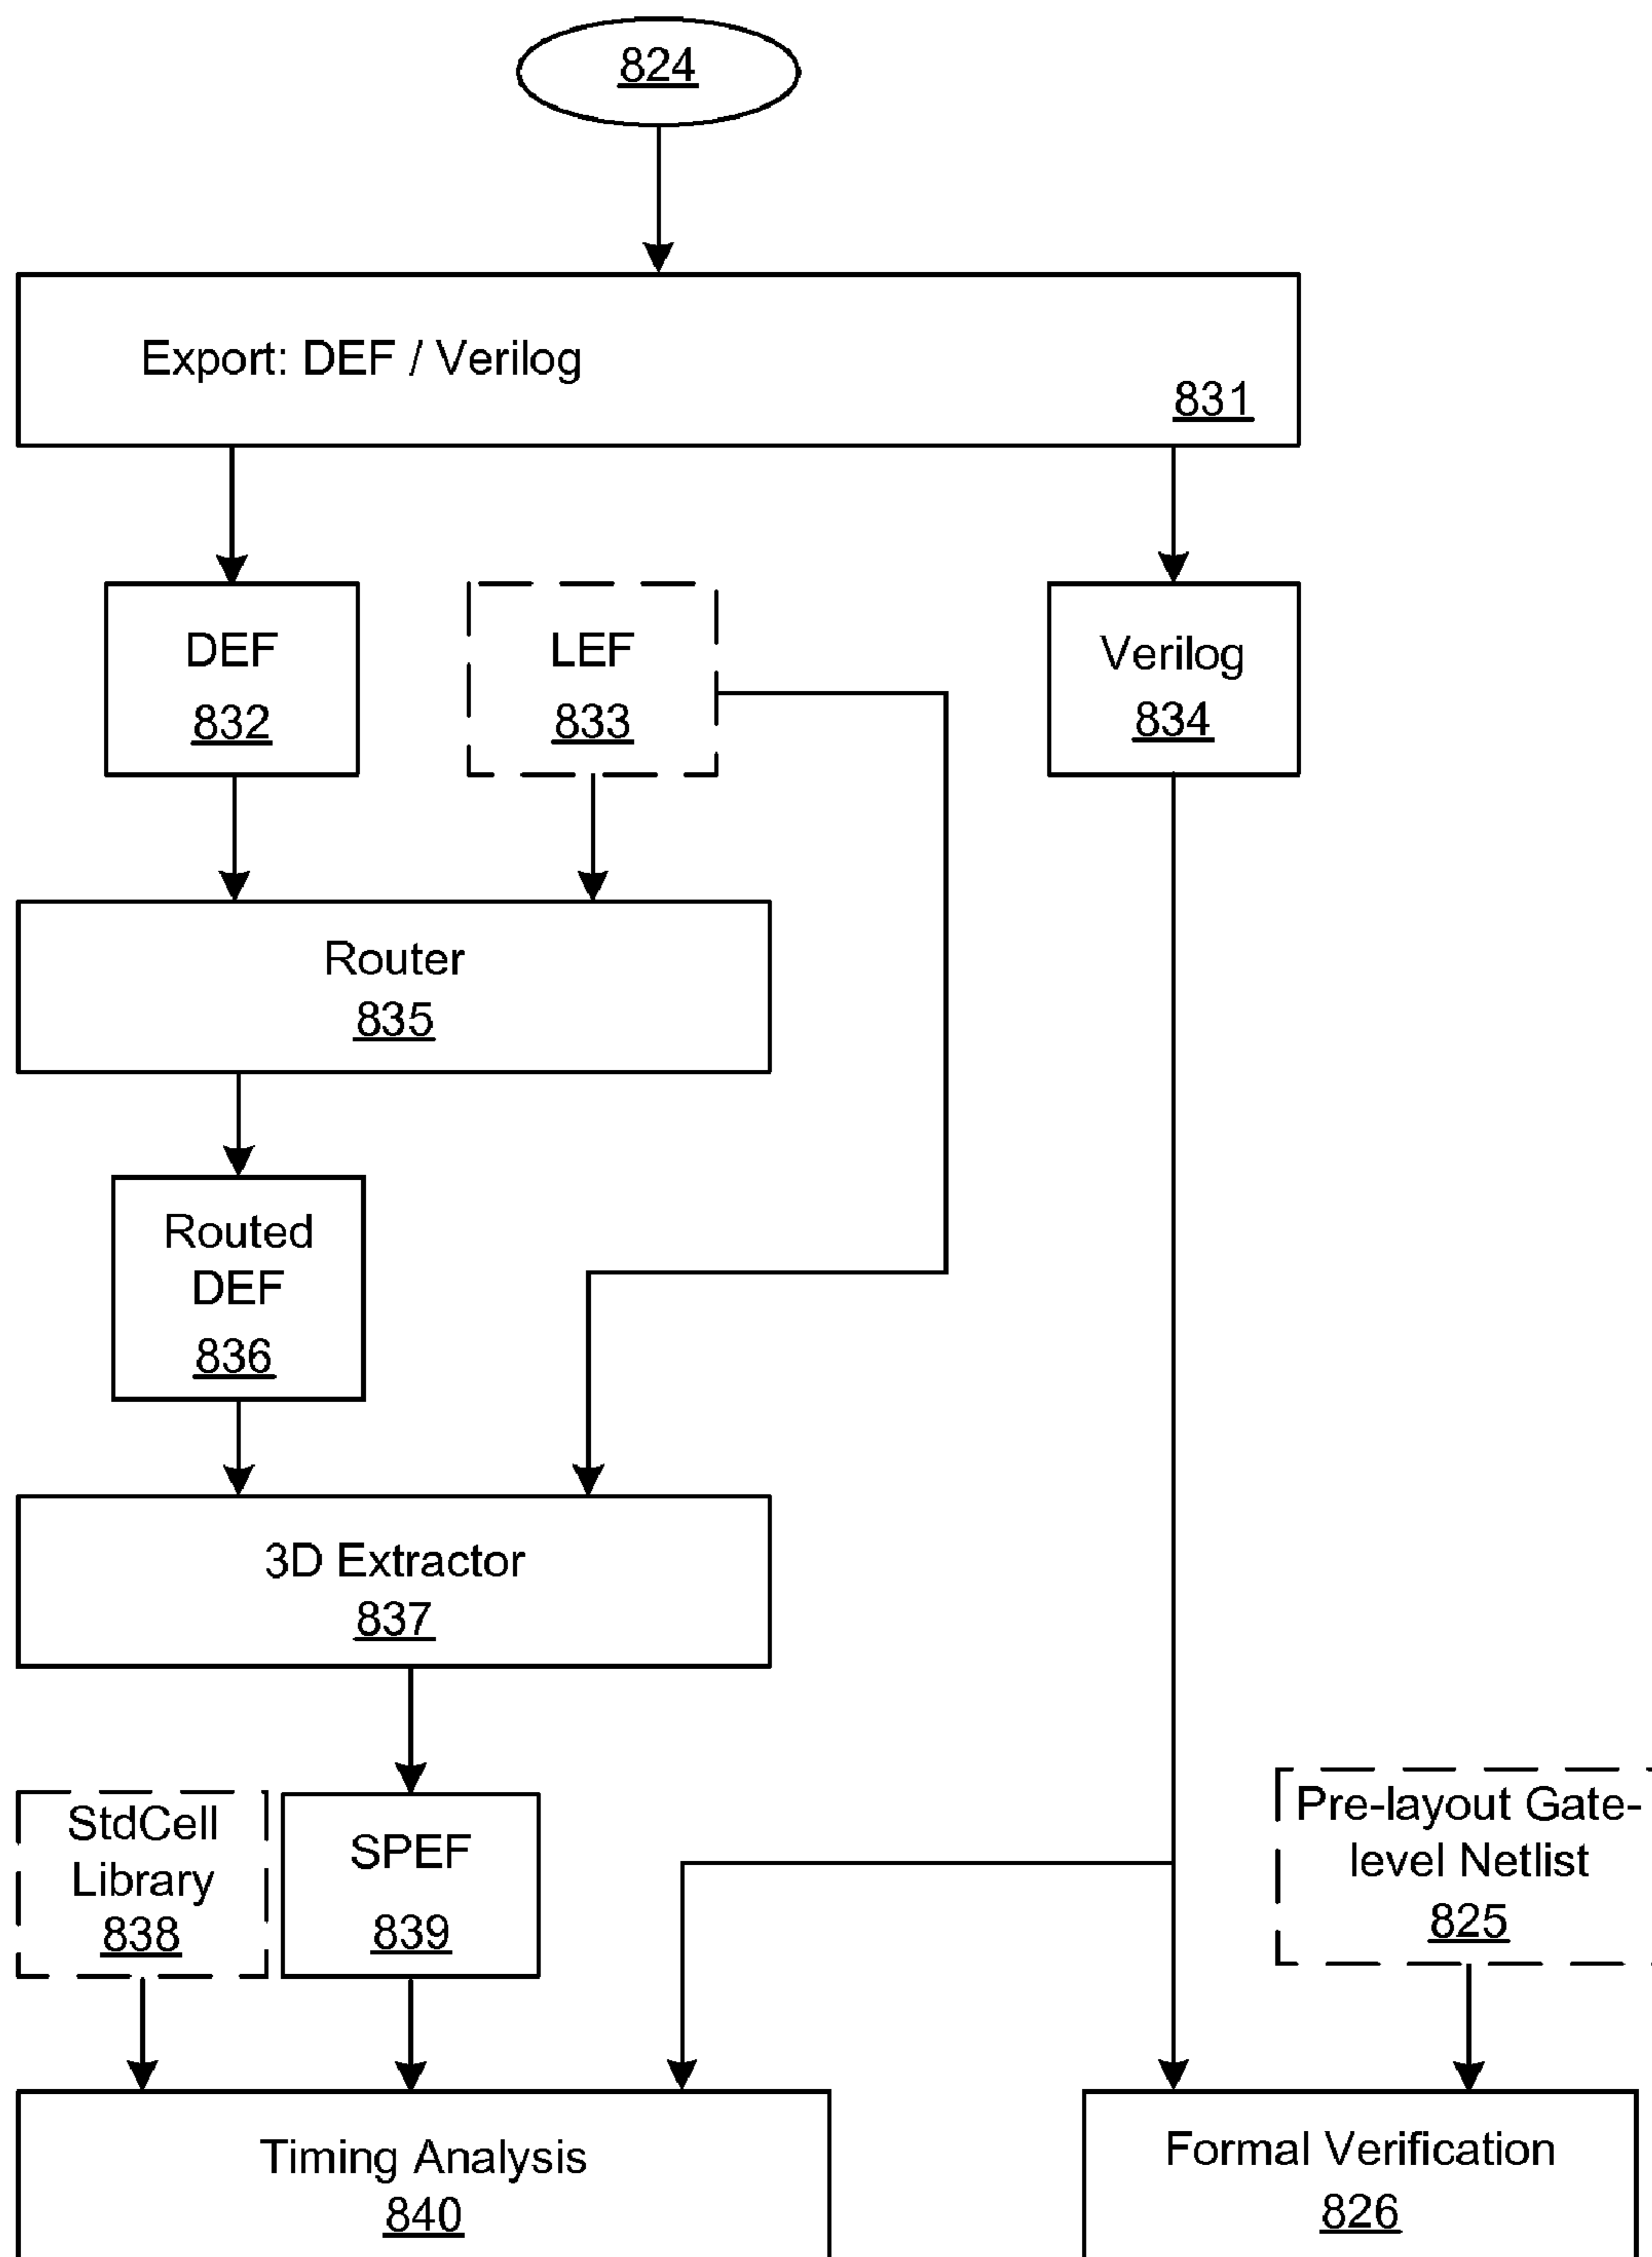 824
Export: DEF / Verilog
831
DEF
832
LEF
833
Verilog
834
Router
835
Routed
DEF
836
3D Extractor
837
StdCell
Library
838
SPEF
839
Pre-layout Gate-
level Netlist
825
Timing Analysis
840
Formal Verification
826